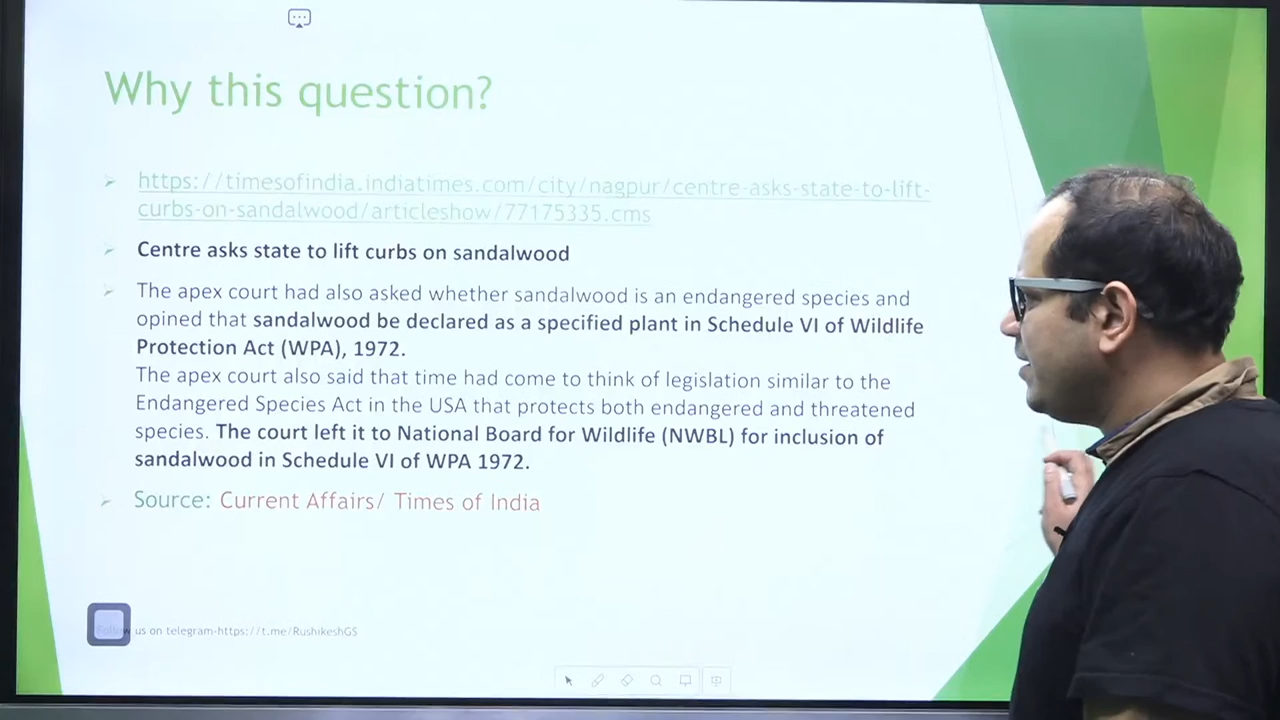 Why this question?
https://timesofindia.indiatimes.com/city/nagpur/centre-asks-state-to-lift-
curbs-on-sandalwood/articleshow/77175335.cms
Centre asks state to lift curbs on sandalwood
The apex court had also asked whether sandalwood is an endangered species and
opined that sandalwood be declared as a specified plant in Schedule VI of Wildlife
Protection Act (WPA), 1972.
The apex court also said that time had come to think of legislation similar to the
Endangered Species Act in the USA that protects both endangered and threatened
species. The court left it to National Board for Wildlife (NWBL) for inclusion of
sandalwood in Schedule VI of WPA 1972.
Source: Current Affairs/ Times of India
Follow us on telegram-https://t.me/RushikeshGS